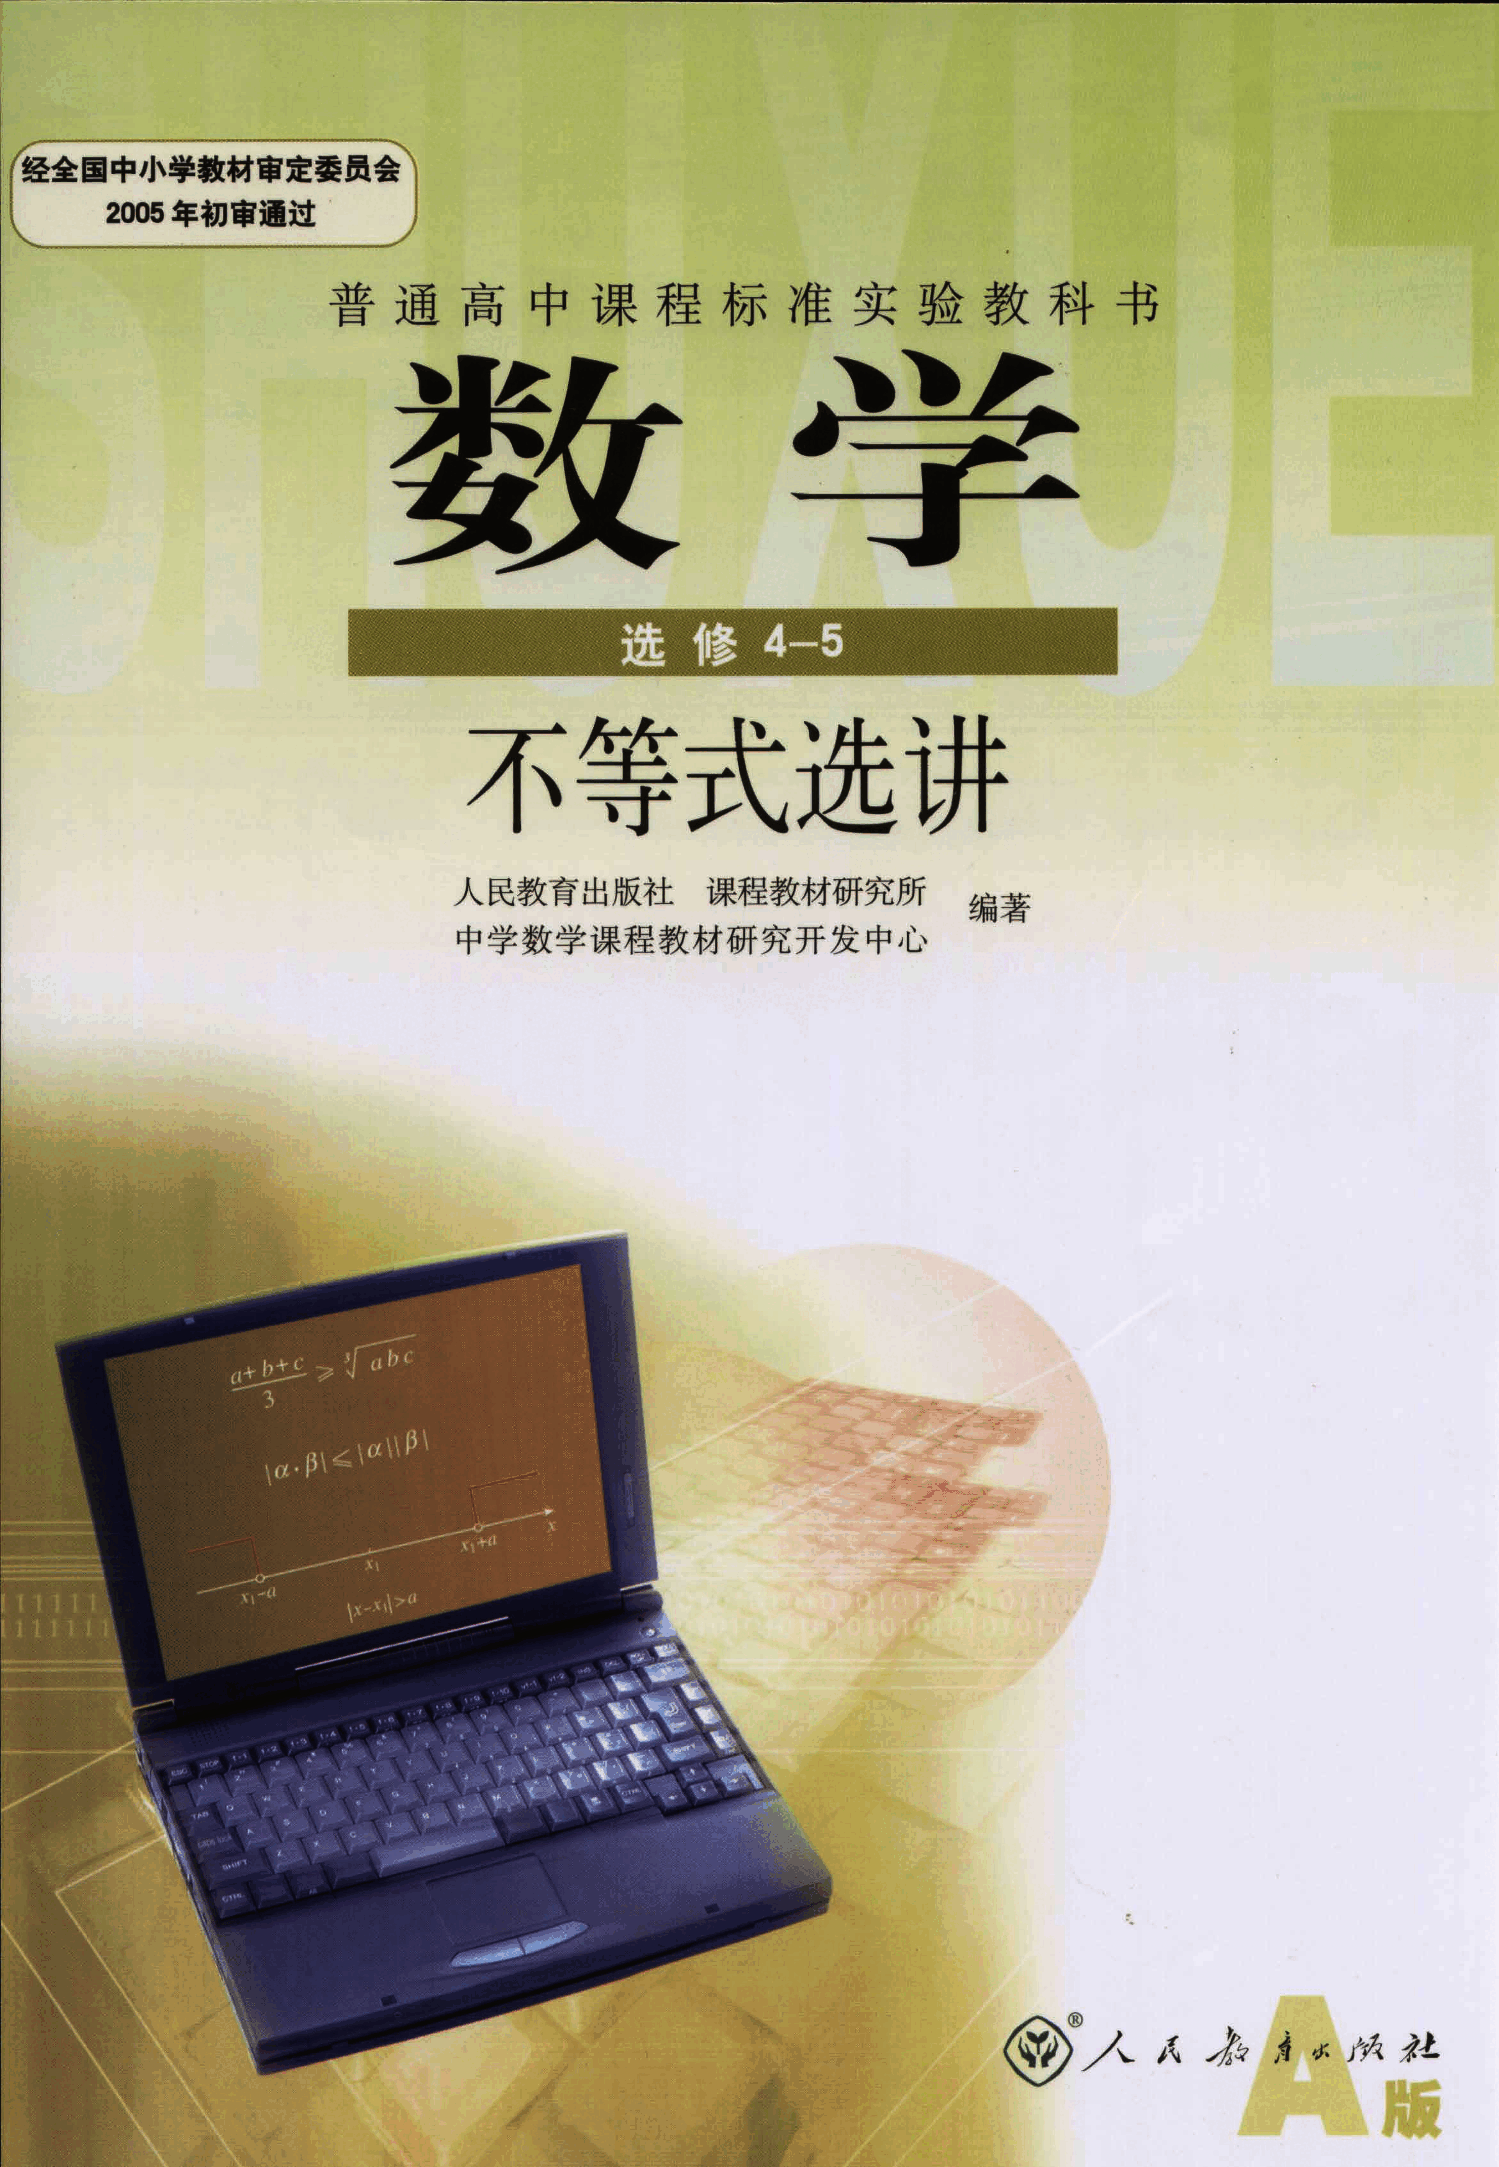 SHUXUE
经全国中小学教材审定委员会
2005年初审通过
普通高中课程标准实验教科书
数学
选修 4-5
不等式选讲
人民教育出版社 课程教材研究所
中学数学课程教材研究开发中心
编著
a+b+c
3
≥ ∛abc
|α·β|≤|α||β|
x₁-a x₁ x₁+a x
|x-x₁|>a
®人民教育出版社
A版